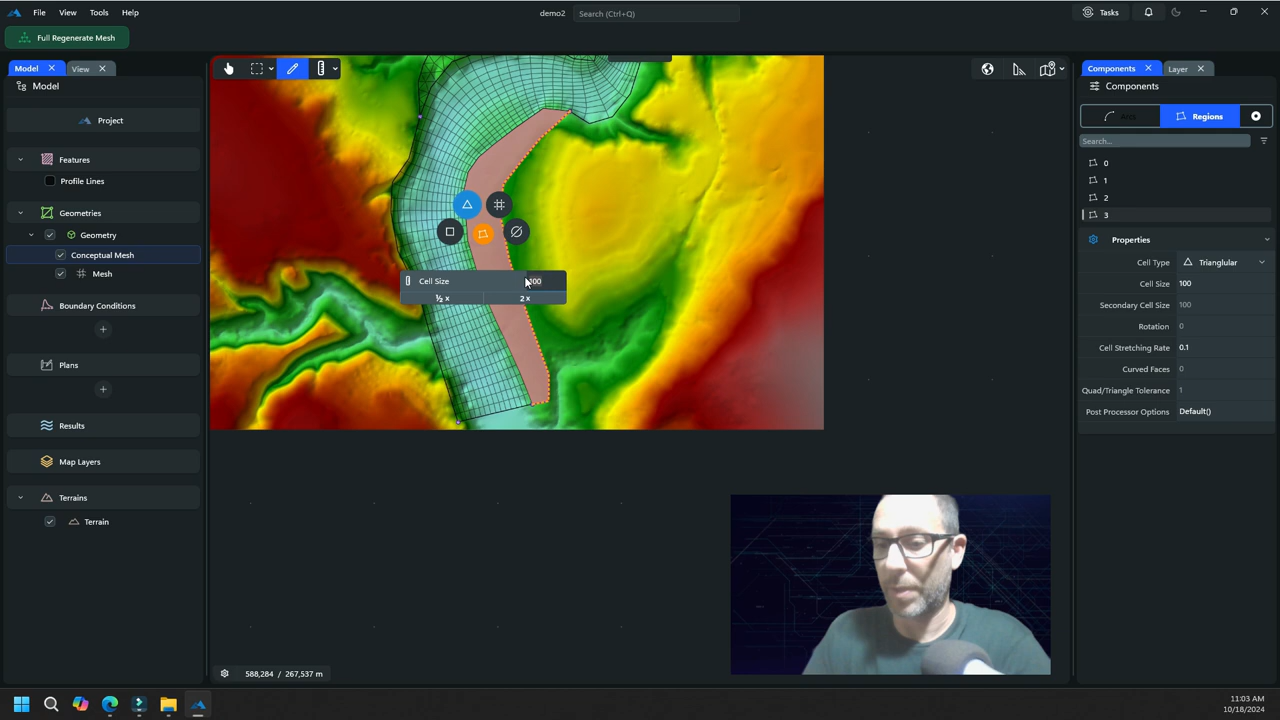 File View Tools Help
demo2
Search (Ctrl+Q)
Tasks
Full Regenerate Mesh
Model
View
Model
Project
Features
Profile Lines
Geometries
Geometry
Conceptual Mesh
Mesh
Boundary Conditions
Plans
Results
Map Layers
Terrains
Terrain
Cell Size
½ x
2 x
588,284 / 267,537 m
Components
Layer
Components
Arcs
Regions
Search...
0
1
2
3
Properties
Cell Type Triangular
Cell Size 100
Secondary Cell Size 100
Rotation 0
Cell Stretching Rate 0.1
Curved Faces 0
Quad/Triangle Tolerance 1
Post Processor Options Default()
11:03 AM
10/18/2024